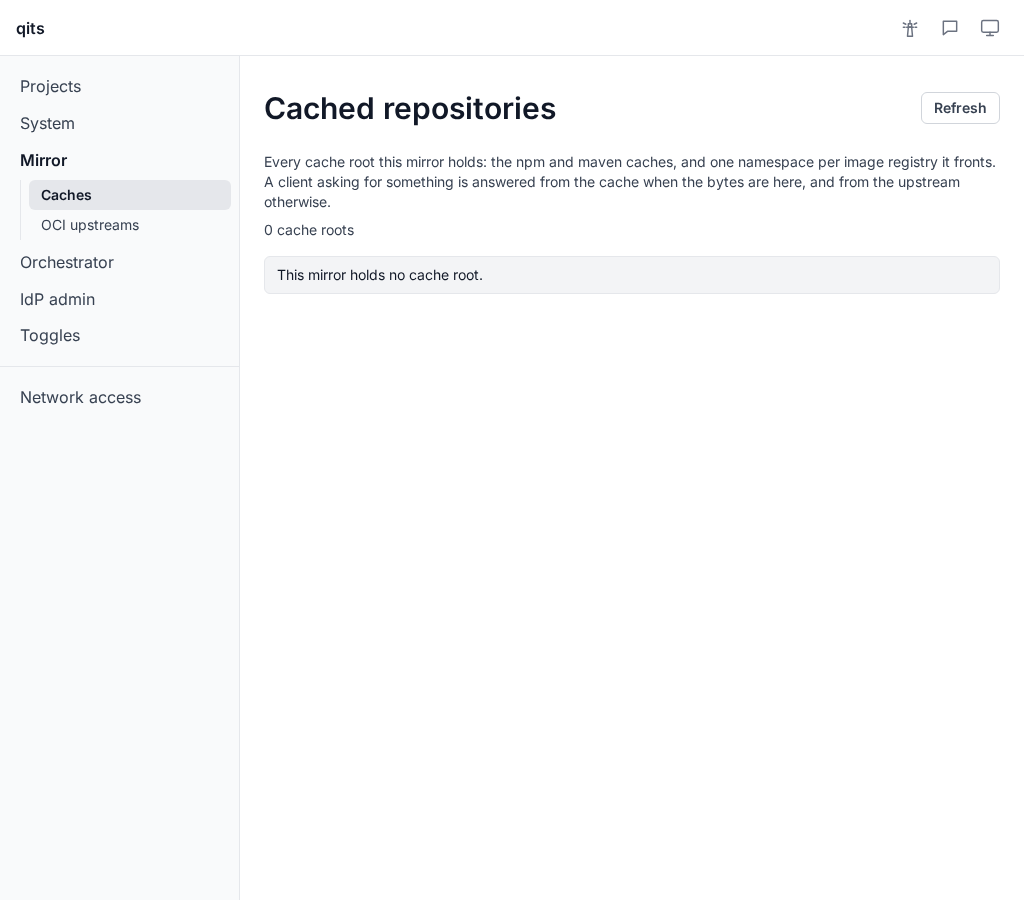 qits
Projects
System
Mirror
Caches
OCI upstreams
Orchestrator
IdP admin
Toggles
Network access
Cached repositories
Refresh
Every cache root this mirror holds: the npm and maven caches, and one namespace per image registry it fronts.
A client asking for something is answered from the cache when the bytes are here, and from the upstream
otherwise.
0 cache roots
This mirror holds no cache root.